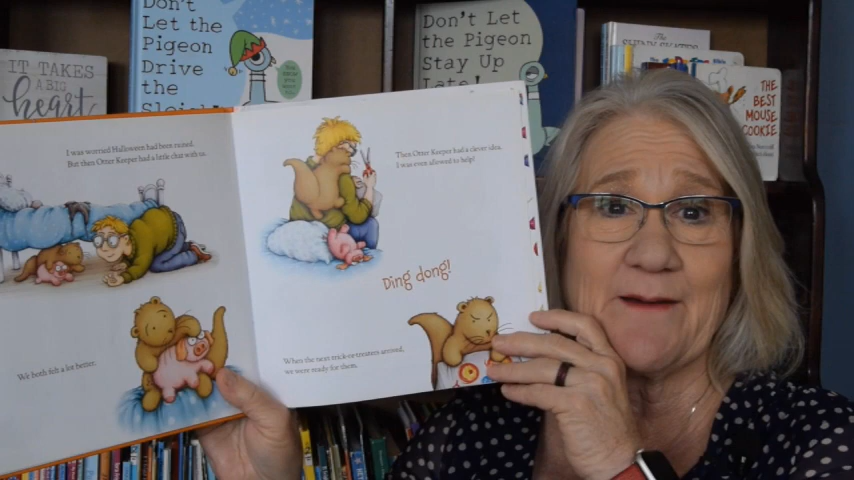 Don't Let the
Pigeon
Drive
the
Sleigh!
Don't Let
the Pigeon
Stay Up
Late!
The
IT TAKES
A BIG
heart
THE
BEST
MOUSE
COOKIE
I was worried Halloween had been ruined.
But then Otter Keeper had a little chat with us.
We both felt a lot better.
Then Otter Keeper had a clever idea.
I was even allowed to help!
Ding dong!
When the next trick-or-treaters arrived,
we were ready for them.